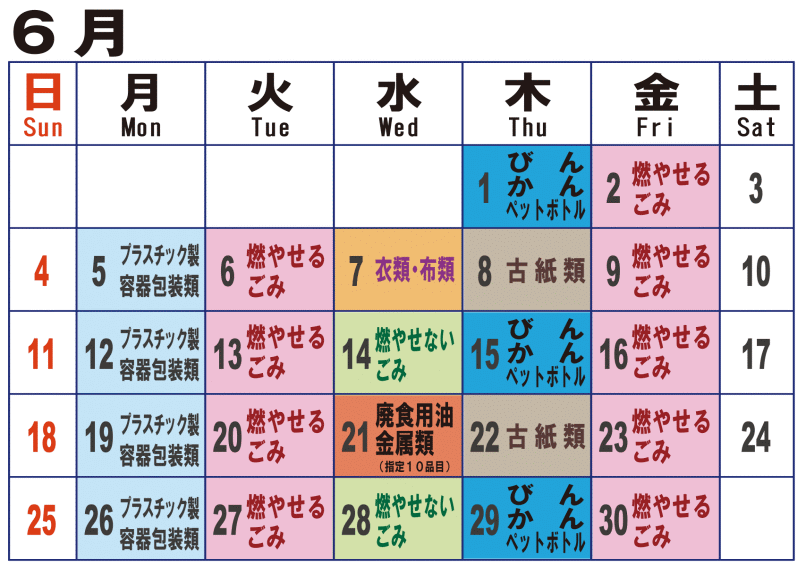 6月
日 月 火 水 木 金 土
Sun Mon Tue Wed Thu Fri Sat
1 びん
かん
ペットボトル
2 燃やせる
ごみ
3
4
5 プラスチック製
容器包装類
6 燃やせる
ごみ
7 衣類・布類
8 古紙類
9 燃やせる
ごみ
10
11
12 プラスチック製
容器包装類
13 燃やせる
ごみ
14 燃やせない
ごみ
15 びん
かん
ペットボトル
16 燃やせる
ごみ
17
18
19 プラスチック製
容器包装類
20 燃やせる
ごみ
21 廃食用油
金属類
(指定10品目)
22 古紙類
23 燃やせる
ごみ
24
25
26 プラスチック製
容器包装類
27 燃やせる
ごみ
28 燃やせない
ごみ
29 びん
かん
ペットボトル
30 燃やせる
ごみ